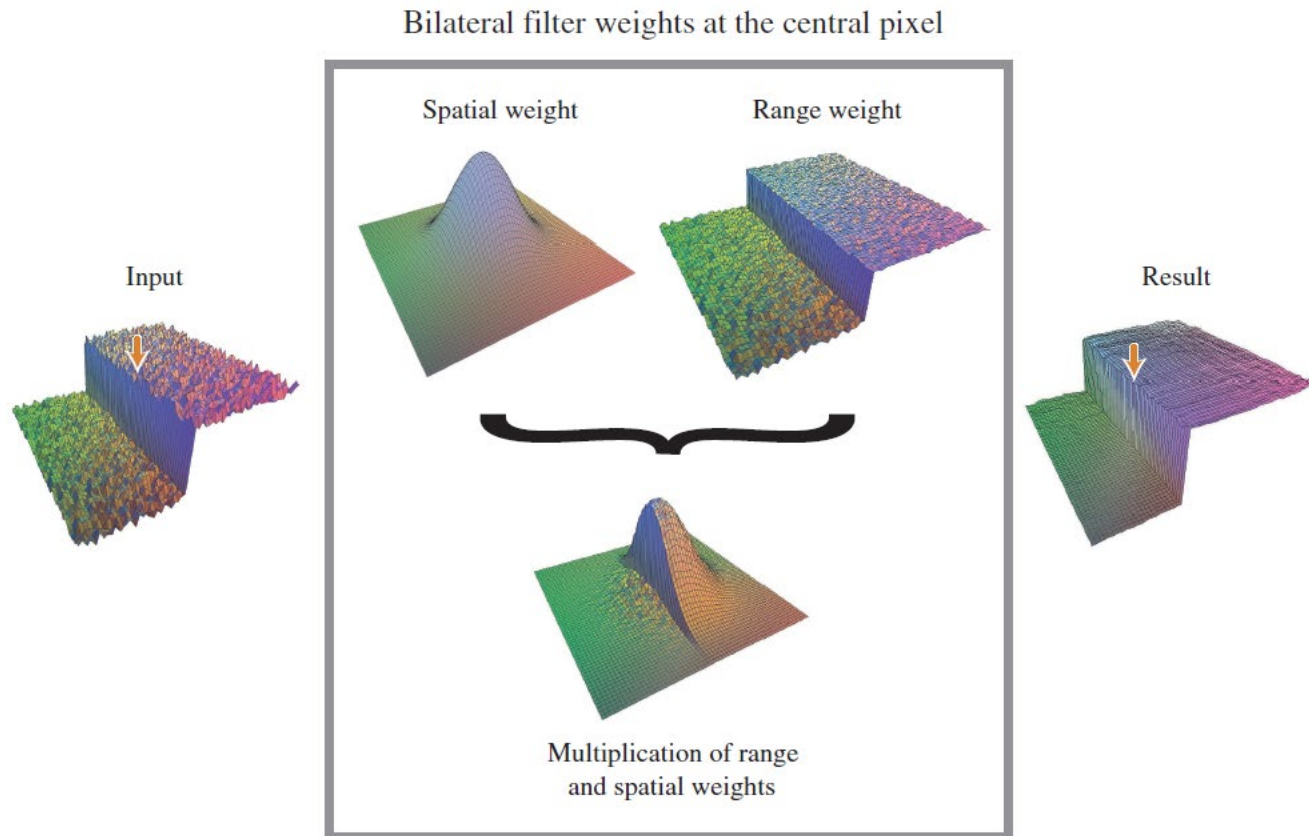 Bilateral filter weights at the central pixel
Spatial weight
Range weight
Input
Result
Multiplication of range
and spatial weights